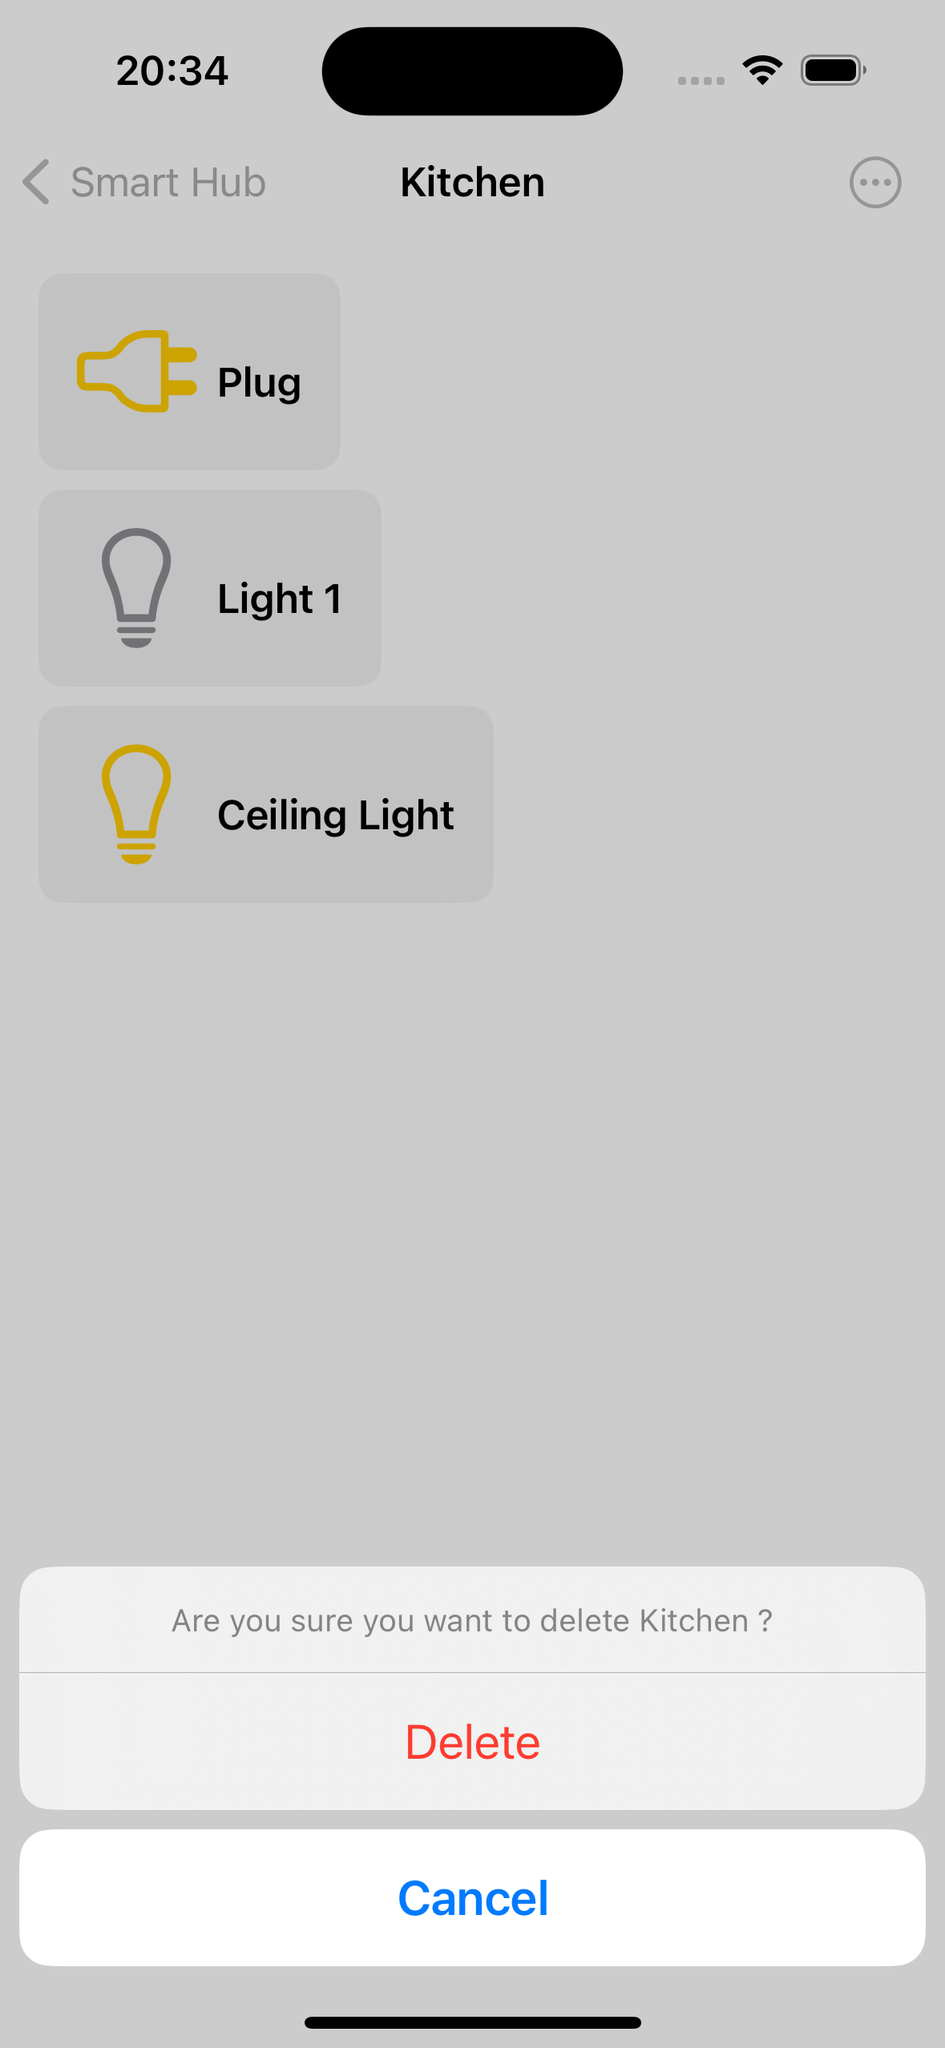 20:34
Smart Hub
Kitchen
Plug
Light 1
Ceiling Light
Are you sure you want to delete Kitchen ?
Delete
Cancel